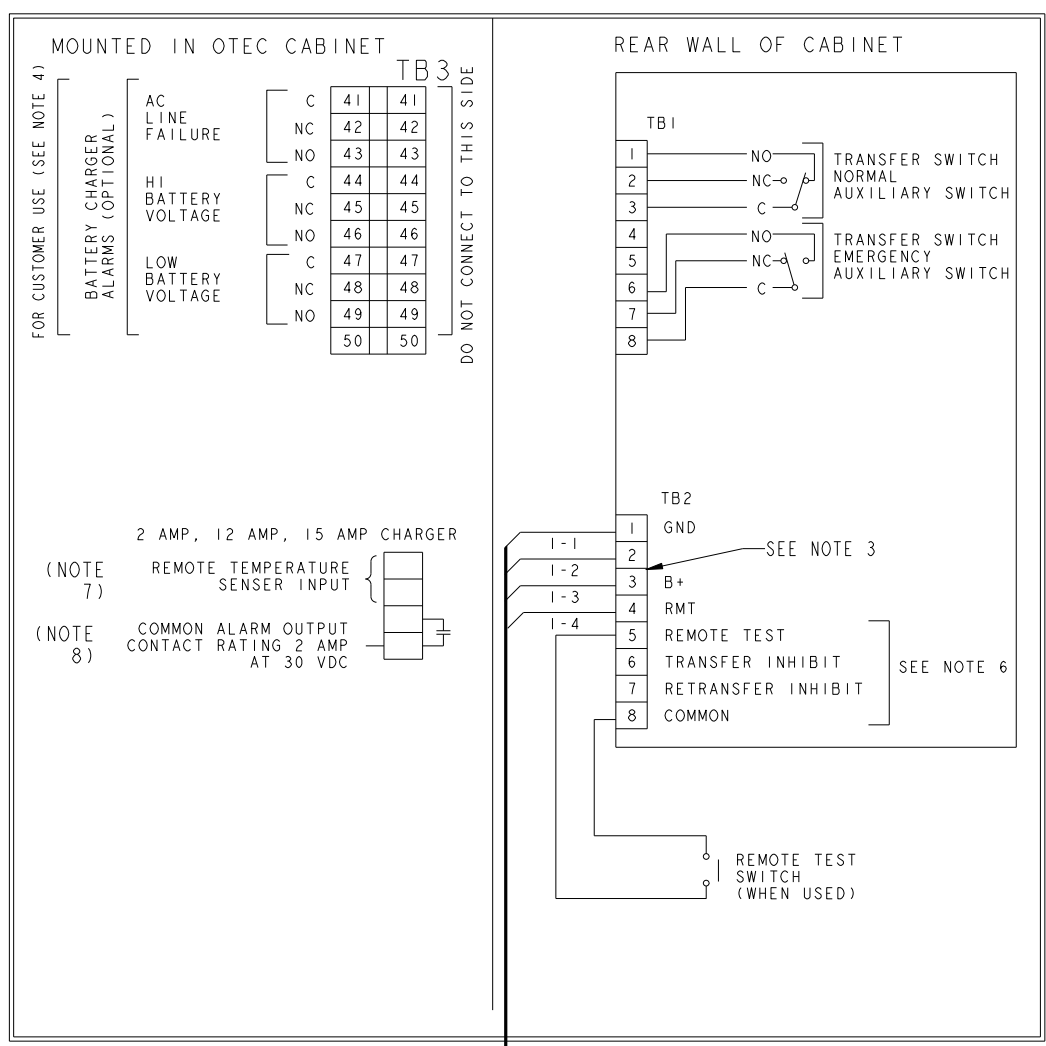 MOUNTED IN OTEC CABINET
TB3
FOR CUSTOMER USE (SEE NOTE 4)
BATTERY CHARGER
ALARMS (OPTIONAL)
AC
LINE
FAILURE
C 41 41
NC 42 42
NO 43 43
HI
BATTERY
VOLTAGE
C 44 44
NC 45 45
NO 46 46
LOW
BATTERY
VOLTAGE
C 47 47
NC 48 48
NO 49 49
50 50
DO NOT CONNECT TO THIS SIDE
2 AMP, 12 AMP, 15 AMP CHARGER
(NOTE
7)
REMOTE TEMPERATURE
SENSER INPUT
(NOTE
8)
COMMON ALARM OUTPUT
CONTACT RATING 2 AMP
AT 30 VDC
REAR WALL OF CABINET
TB1
1
2
3
4
5
6
7
8
NO
NC
C
TRANSFER SWITCH
NORMAL
AUXILIARY SWITCH
NO
NC
C
TRANSFER SWITCH
EMERGENCY
AUXILIARY SWITCH
TB2
1 GND
2
3 B+
4 RMT
5 REMOTE TEST
6 TRANSFER INHIBIT
7 RETRANSFER INHIBIT
8 COMMON
1-1
1-2
1-3
1-4
SEE NOTE 3
SEE NOTE 6
REMOTE TEST
SWITCH
(WHEN USED)